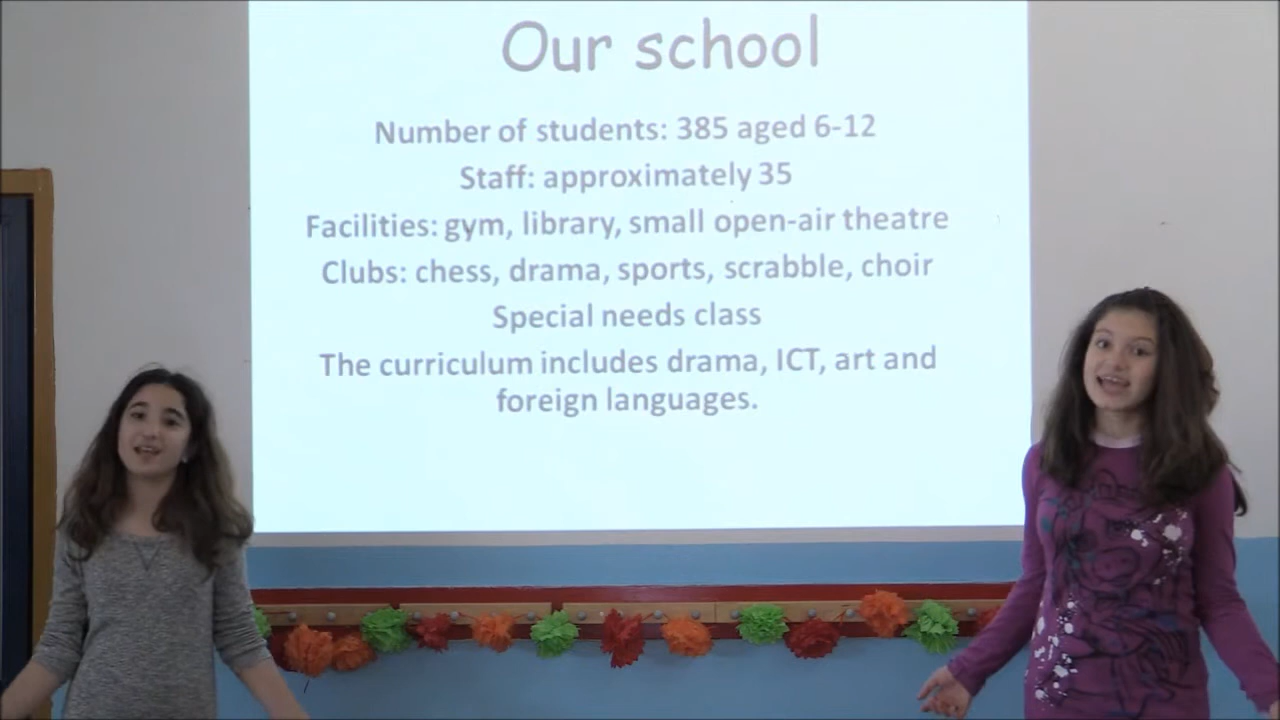 Our school
Number of students: 385 aged 6-12
Staff: approximately 35
Facilities: gym, library, small open-air theatre
Clubs: chess, drama, sports, scrabble, choir
Special needs class
The curriculum includes drama, ICT, art and
foreign languages.